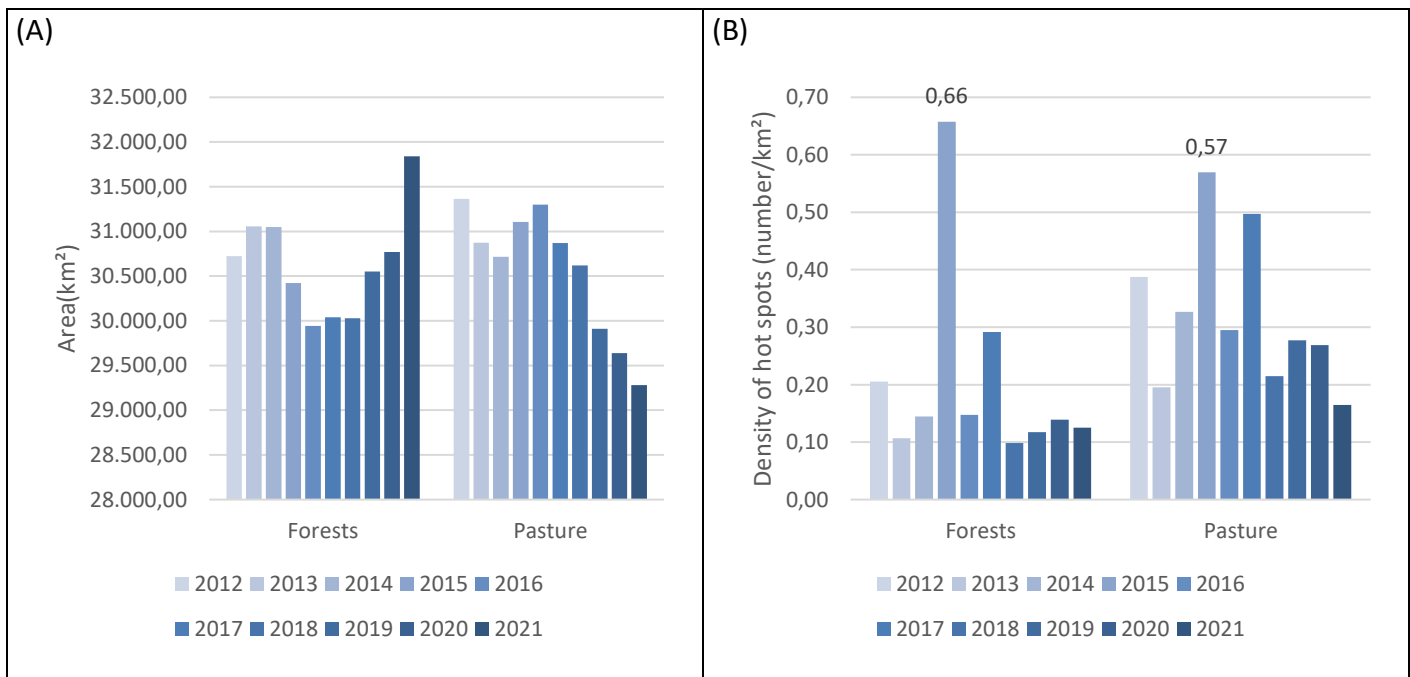 (A)
32.500,00
32.000,00
31.500,00
31.000,00
30.500,00
30.000,00
29.500,00
29.000,00
28.500,00
28.000,00
Area(km²)
Forests Pasture
2012 2013 2014 2015 2016
2017 2018 2019 2020 2021
(B)
0,70
0,60
0,50
0,40
0,30
0,20
0,10
0,00
Density of hot spots (number/km²)
0,66
0,57
Forests Pasture
2012 2013 2014 2015 2016
2017 2018 2019 2020 2021